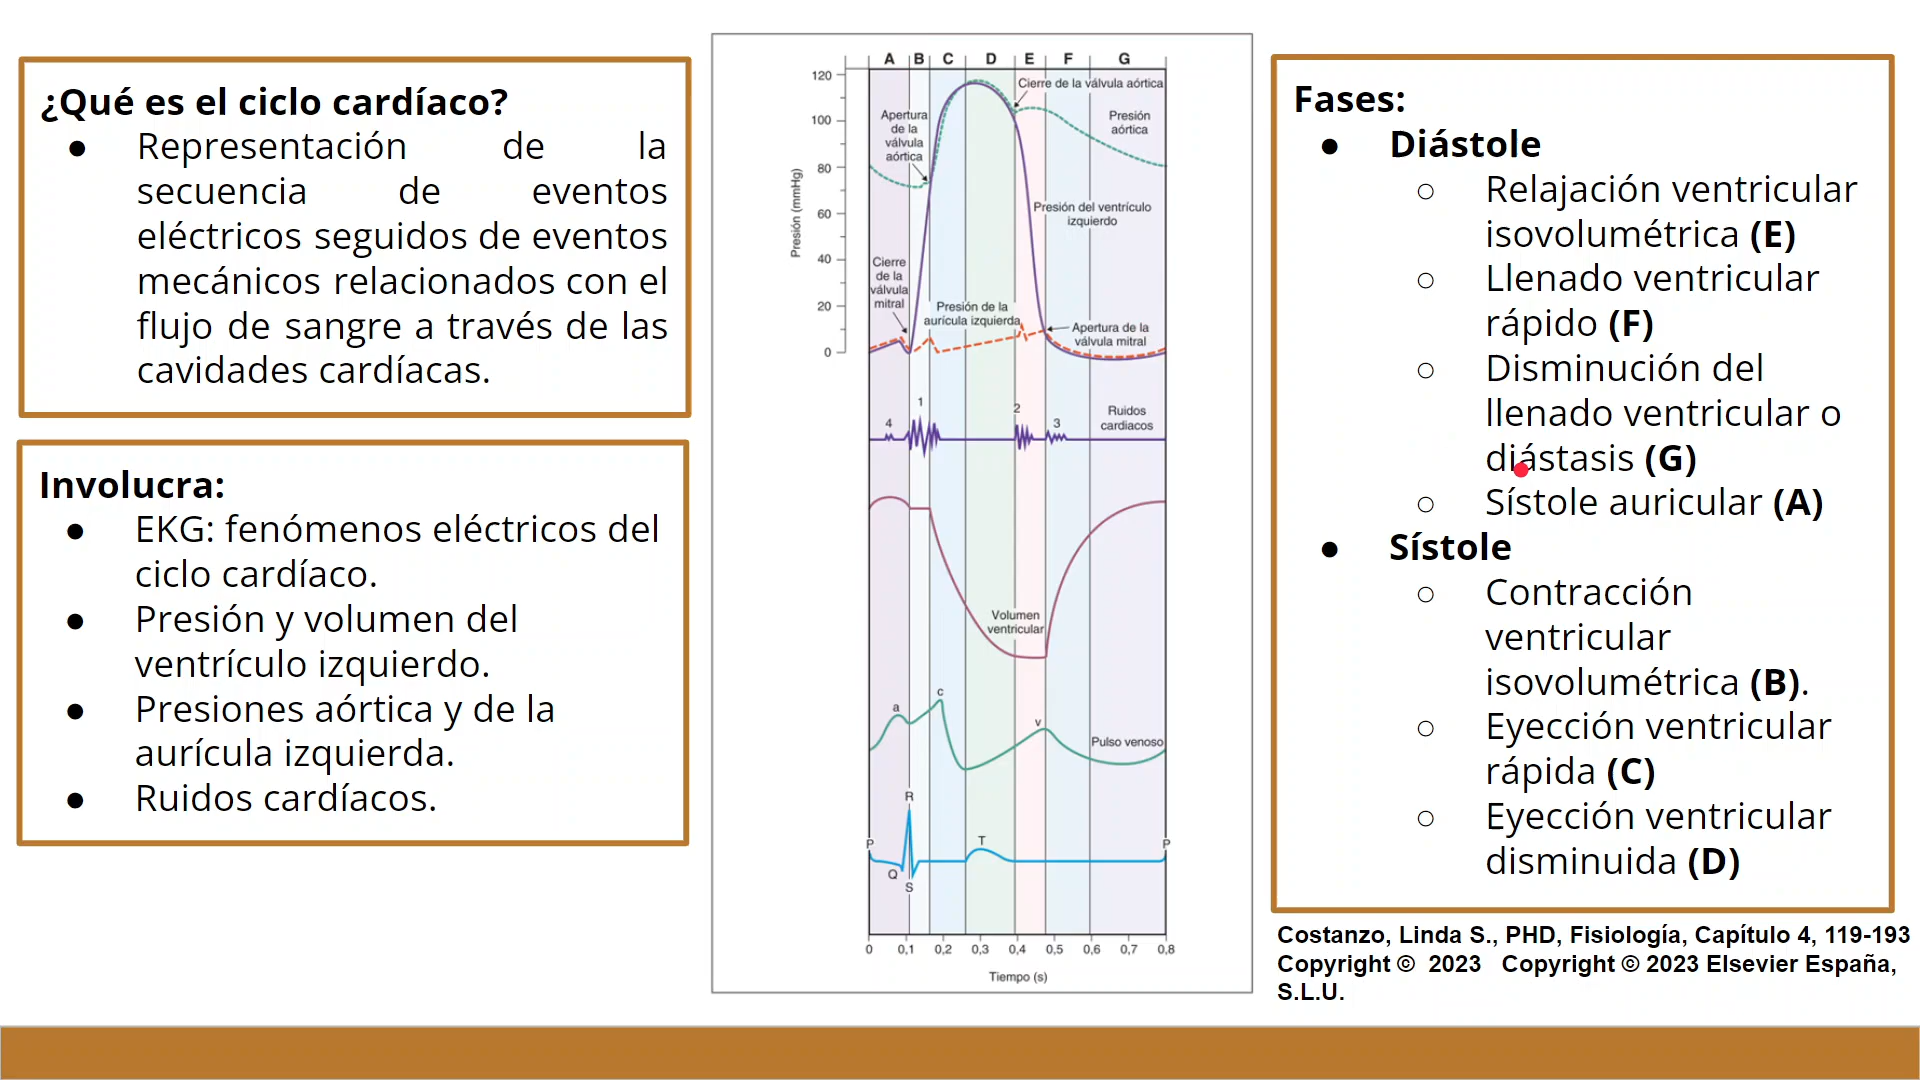 ¿Qué es el ciclo cardíaco?
● Representación de la
secuencia de eventos
eléctricos seguidos de eventos
mecánicos relacionados con el
flujo de sangre a través de las
cavidades cardíacas.
Involucra:
● EKG: fenómenos eléctricos del
ciclo cardíaco.
● Presión y volumen del
ventrículo izquierdo.
● Presiones aórtica y de la
aurícula izquierda.
● Ruidos cardíacos.
A B C D E F G
120
100
80
60
40
20
0
Presión (mmHg)
Cierre de la válvula aórtica
Apertura
de la
válvula
aórtica
Presión
aórtica
Presión del ventrículo
izquierdo
Cierre
de la
válvula
mitral
Presión de la
aurícula izquierda
Apertura de la
válvula mitral
4 1 2 3
Ruidos
cardiacos
Volumen
ventricular
a c v
Pulso venoso
P Q R S T P
0 0,1 0,2 0,3 0,4 0,5 0,6 0,7 0,8
Tiempo (s)
Fases:
● Diástole
○ Relajación ventricular
isovolumétrica (E)
○ Llenado ventricular
rápido (F)
○ Disminución del
llenado ventricular o
diástasis (G)
○ Sístole auricular (A)
● Sístole
○ Contracción
ventricular
isovolumétrica (B).
○ Eyección ventricular
rápida (C)
○ Eyección ventricular
disminuida (D)
Costanzo, Linda S., PHD, Fisiología, Capítulo 4, 119-193
Copyright © 2023 Copyright © 2023 Elsevier España,
S.L.U.